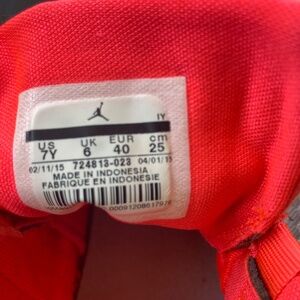 IY
US UK EUR cm
7Y 6 40 25
02/11/15 724813-023 04/01/15
MADE IN INDONESIA
FABRIQUE EN INDONESIE